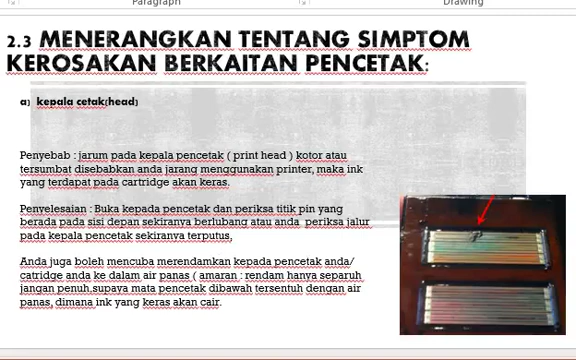 Paragraph
Drawing
2.3 MENERANGKAN TENTANG SIMPTOM
KEROSAKAN BERKAITAN PENCETAK:
a) kepala cetak(head)
Penyebab : jarum pada kepala pencetak ( print head ) kotor atau
tersumbat disebabkan anda jarang menggunakan printer, maka ink
yang terdapat pada cartridge akan keras.
Penyelesaian : Buka kepada pencetak dan periksa titik pin yang
berada pada sisi depan sekiranya berlubang atau anda periksa jalur
pada kepala pencetak sekiranya terputus,
Anda juga boleh mencuba merendamkan kepada pencetak anda/
catridge anda ke dalam air panas ( amaran : rendam hanya separuh
jangan penuh,supaya mata pencetak dibawah tersentuh dengan air
panas, dimana ink yang keras akan cair.